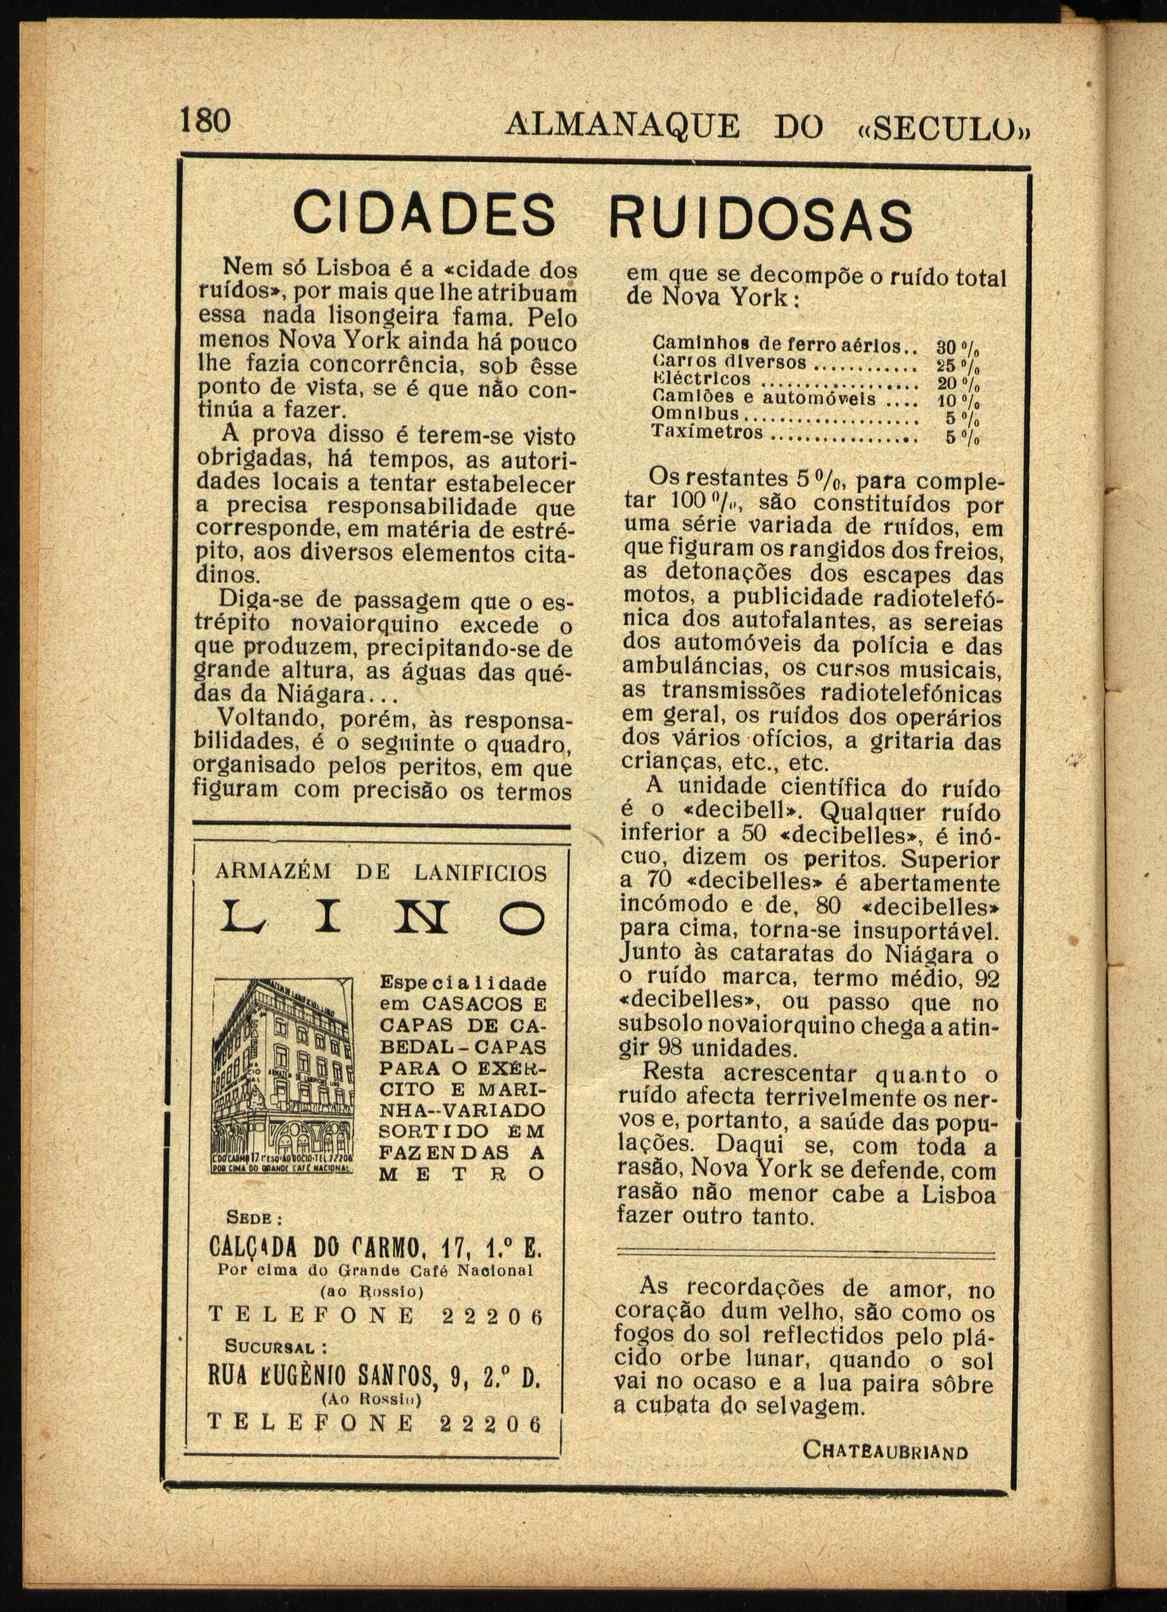 180 ALMANAQUE DO «SECULO»
CIDADES RUIDOSAS
Nem só Lisboa é a «cidade dos
ruídos», por mais que lhe atribuam
essa nada lisongeira fama. Pelo
menos Nova York ainda há pouco
lhe fazia concorrência, sob êsse
ponto de vista, se é que não con-
tinúa a fazer.
A prova disso é terem-se visto
obrigadas, há tempos, as autori-
dades locais a tentar estabelecer
a precisa responsabilidade que
corresponde, em matéria de estré-
pito, aos diversos elementos cita-
dinos.
Diga-se de passagem que o es-
trépito novaiorquino excede o
que produzem, precipitando-se de
grande altura, as águas das qué-
das da Niágara...
Voltando, porém, às responsa-
bilidades, é o seguinte o quadro,
organisado pelos peritos, em que
figuram com precisão os termos
em que se decompõe o ruído total
de Nova York:
Caminhos de ferro aérios.. 30 %
Carros diversos ............ 25 %
Eléctricos ................. 20 %
Camiões e automóveis .... 10 %
Omnibus.................. 5 %
Taxímetros ................ 5 %
Os restantes 5 %, para comple-
tar 100 %, são constituídos por
uma série variada de ruídos, em
que figuram os rangidos dos freios,
as detonações dos escapes das
motos, a publicidade radiotelefó-
nica dos autofalantes, as sereias
dos automóveis da polícia e das
ambuláncias, os cursos musicais,
as transmissões radiotelefónicas
em geral, os ruídos dos operários
dos vários ofícios, a gritaria das
crianças, etc., etc.
A unidade científica do ruído
é o «decibell». Qualquer ruído
inferior a 50 «decibelles», é inó-
cuo, dizem os peritos. Superior
a 70 «decibelles» é abertamente
incómodo e de, 80 «decibelles»
para cima, torna-se insuportável.
Junto às cataratas do Niágara o
o ruído marca, termo médio, 92
«decibelles», ou passo que no
subsolo novaiorquino chega a atin-
gir 98 unidades.
Resta acrescentar quanto o
ruído afecta terrivelmente os ner-
vos e, portanto, a saúde das popu-
lações. Daqui se, com toda a
rasão, Nova York se defende, com
rasão não menor cabe a Lisboa
fazer outro tanto.
As recordações de amor, no
coração dum velho, são como os
fogos do sol reflectidos pelo plá-
cido orbe lunar, quando o sol
vai no ocaso e a lua paira sôbre
a cubata do selvagem.
CHATEAUBRIAND
ARMAZÉM DE LANIFICIOS
LINO
Especialidade
em CASACOS E
CAPAS DE CA-
BEDAL-CAPAS
PARA O EXÉR-
CITO E MARI-
NHA--VARIADO
SORTIDO EM
FAZENDAS A
METRO
POR CIMA DO GRANDE CAFÉ NACIONAL
SEDE:
CALÇADA DO CARMO, 17, 1.º E.
Por cima do Grande Café Nacional
(ao Rossio)
TELEFONE 22206
SUCURSAL:
RUA EUGÈNIO SANTOS, 9, 2.º D.
(Ao Rossio)
TELEFONE 22206